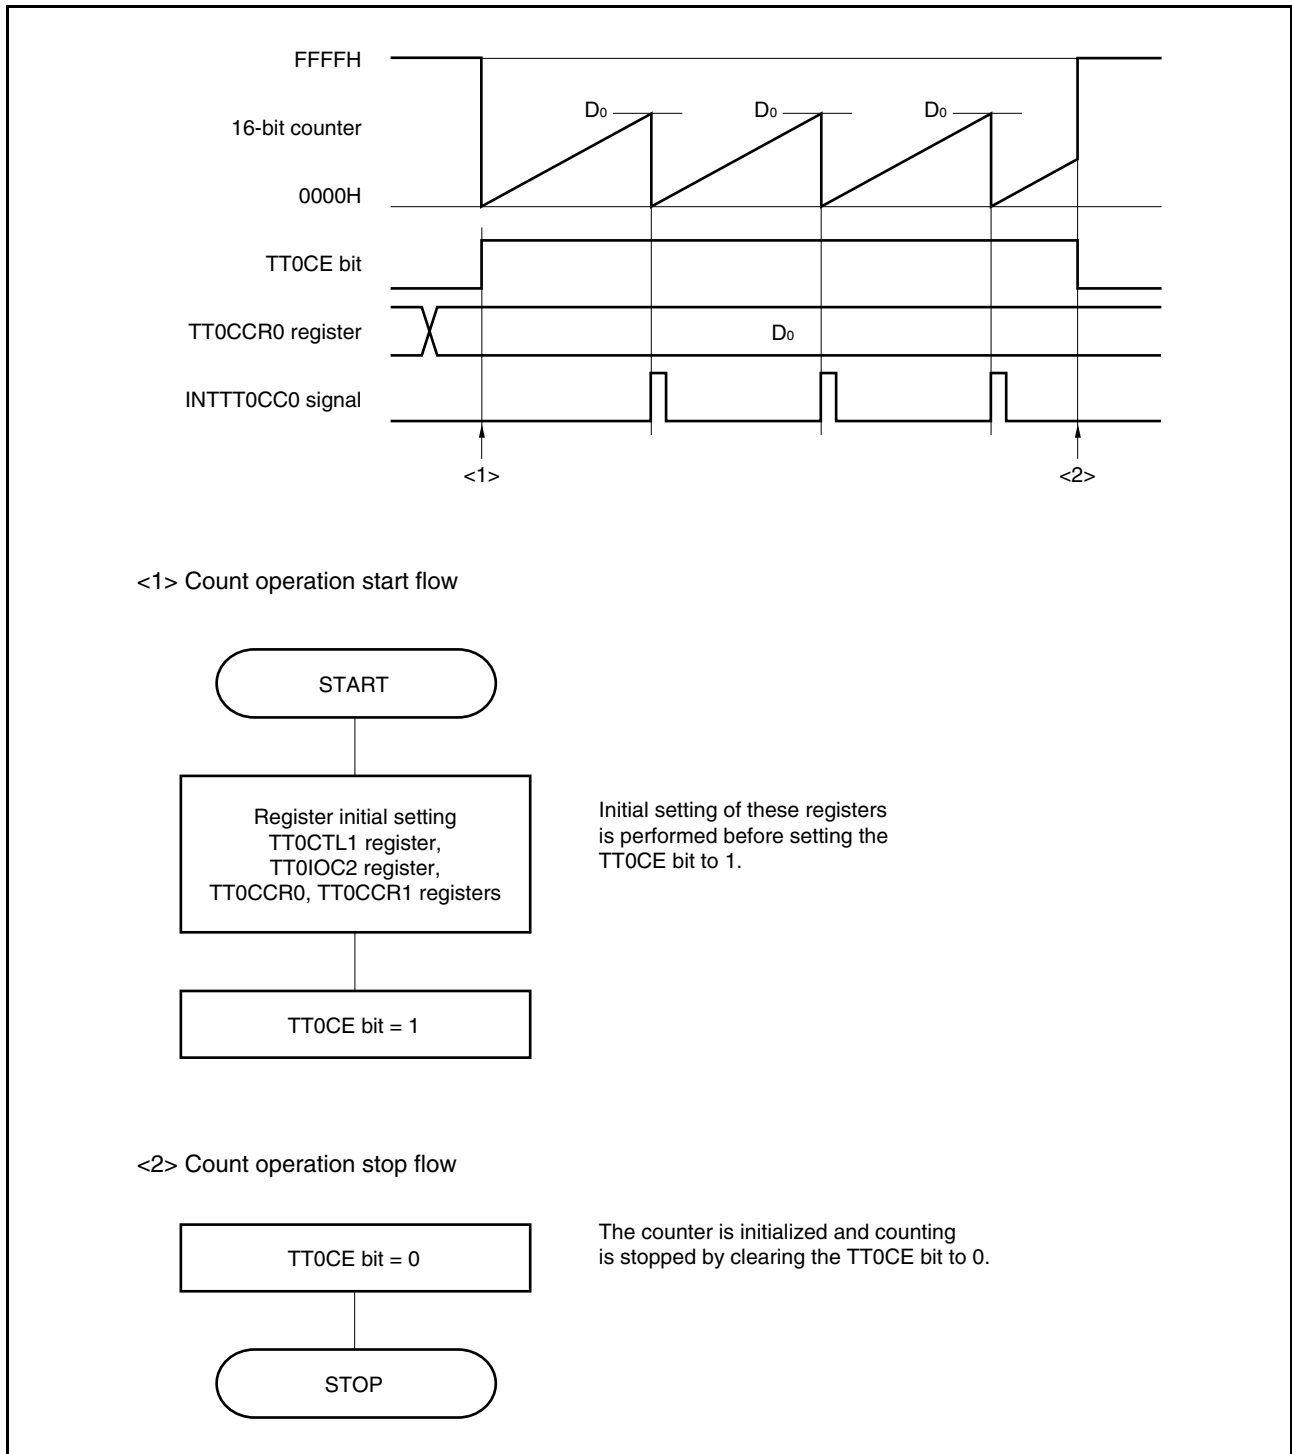 FFFFH
D0 D0 D0
16-bit counter
0000H
TT0CE bit
TT0CCR0 register D0
INTTT0CC0 signal
<1> <2>
<1> Count operation start flow
START
Register initial setting
TT0CTL1 register,
TT0IOC2 register,
TT0CCR0, TT0CCR1 registers
Initial setting of these registers
is performed before setting the
TT0CE bit to 1.
TT0CE bit = 1
<2> Count operation stop flow
TT0CE bit = 0
The counter is initialized and counting
is stopped by clearing the TT0CE bit to 0.
STOP